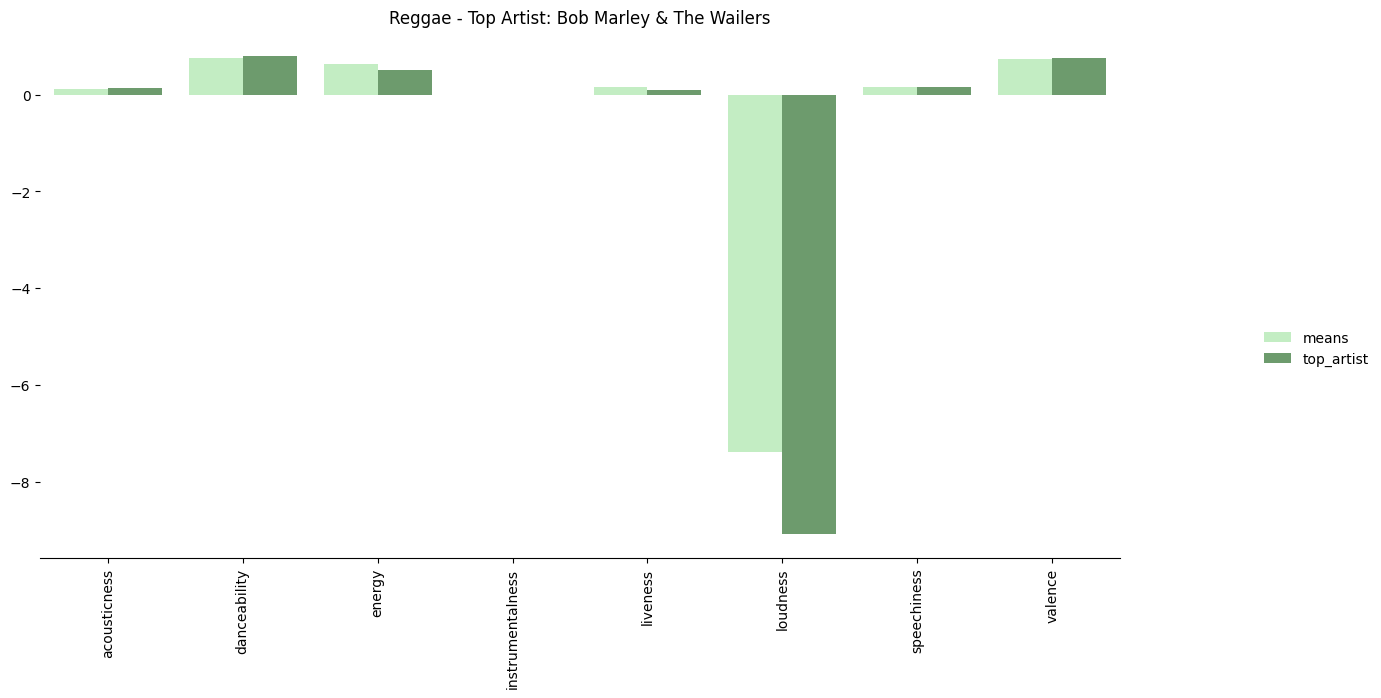 Reggae - Top Artist: Bob Marley & The Wailers
0
−2
−4
−6
−8
acousticness
danceability
energy
instrumentalness
liveness
loudness
speechiness
valence
means
top_artist